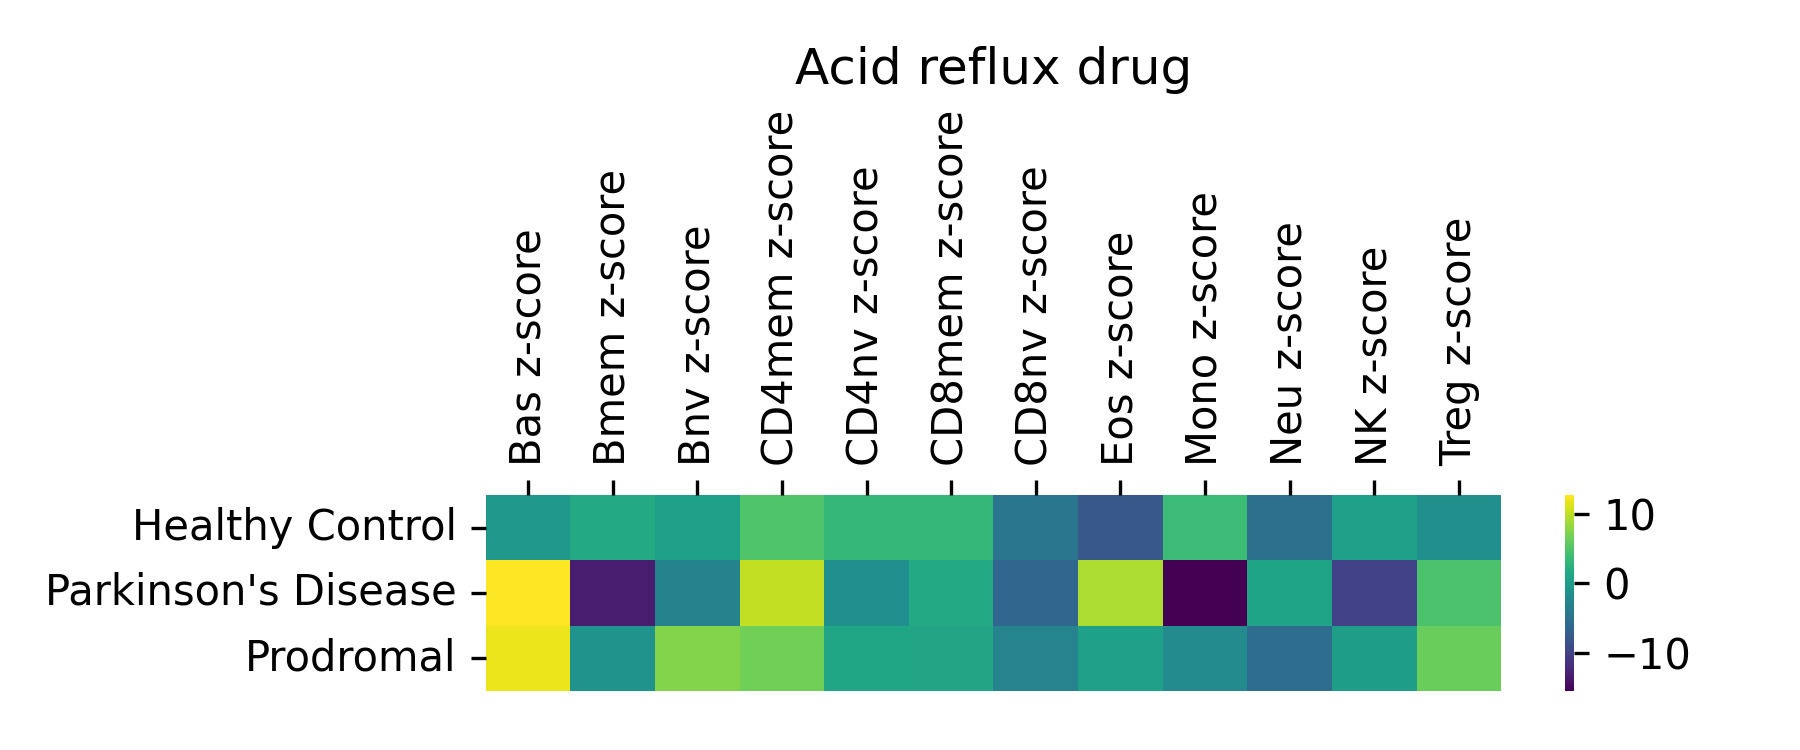 Acid reflux drug
Bas z-score
Bmem z-score
Bnv z-score
CD4mem z-score
CD4nv z-score
CD8mem z-score
CD8nv z-score
Eos z-score
Mono z-score
Neu z-score
NK z-score
Treg z-score
Healthy Control
Parkinson's Disease
Prodromal
10
0
−10